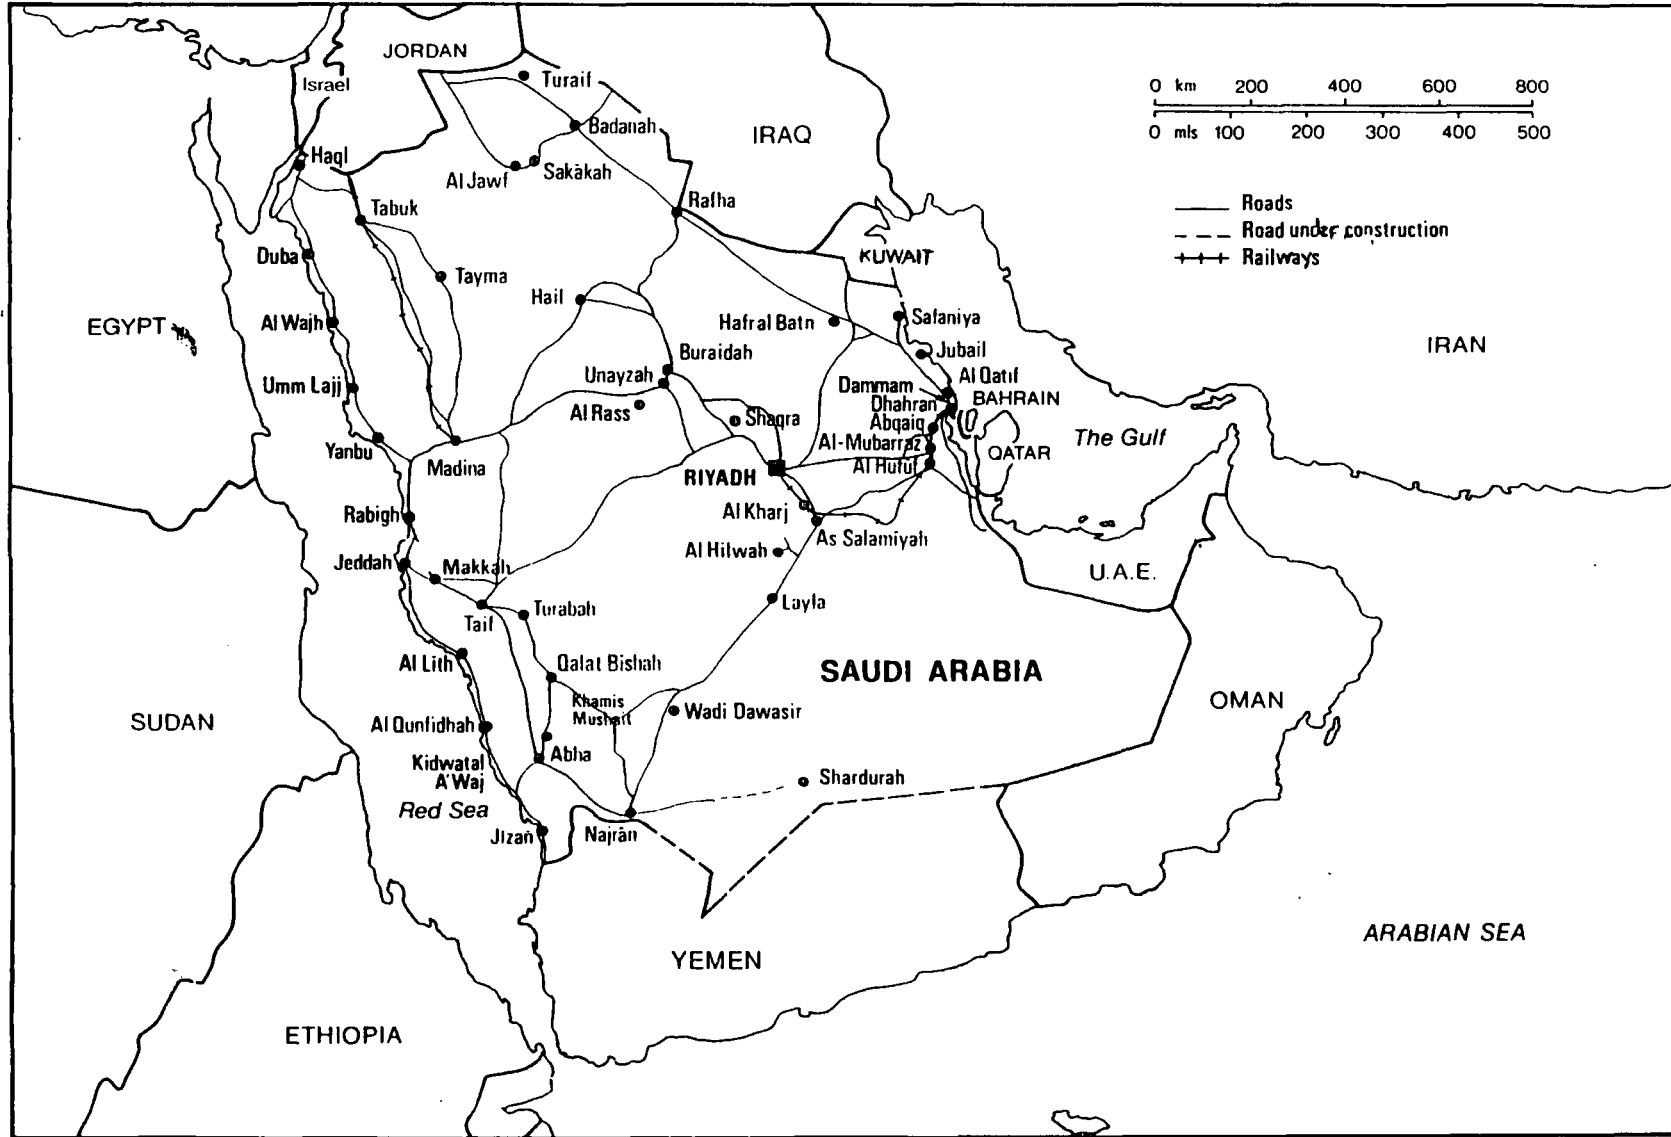 JORDAN
Israel
Turaif
Badanah
IRAQ
0 km 200 400 600 800
0 mls 100 200 300 400 500
Haql
Al Jawf
Sakākah
Tabuk
Rafha
Roads
Road under construction
Railways
Duba
Tayma
KUWAIT
Hail
Safaniya
EGYPT
Al Wajh
Hafral Batn
Jubail
IRAN
Buraidah
Umm Lajj
Unayzah
Al Rass
Shaqra
Dammam
Al Qatif
Dhahran
BAHRAIN
Abqaiq
Al-Mubarraz
Al Hufuf
QATAR
The Gulf
Yanbu
Madina
RIYADH
Rabigh
Al Kharj
As Salamiyah
Jeddah
Makkah
Al Hilwah
U.A.E.
Taif
Turabah
Layla
Al Lith
Qalat Bishah
SAUDI ARABIA
Khamis
Mushait
Wadi Dawasir
OMAN
SUDAN
Al Qunfidhah
Abha
Kidwatal
A'Waj
Shardurah
Red Sea
Jizan
Najrān
YEMEN
ARABIAN SEA
ETHIOPIA